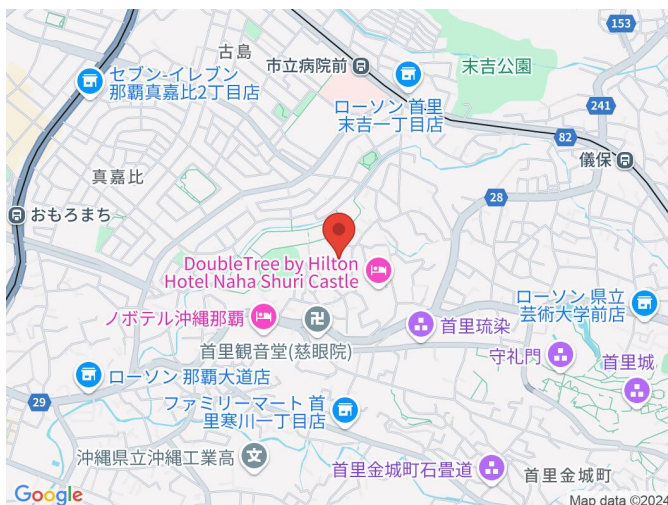 153
古島
市立病院前
末吉公園
セブン-イレブン
那覇真嘉比2丁目店
ローソン 首里
末吉一丁目店
241
82
儀保
真嘉比
28
おもろまち
DoubleTree by Hilton
Hotel Naha Shuri Castle
ノボテル沖縄那覇
首里観音堂(慈眼院)
首里琉染
ローソン 県立
芸術大学前店
守礼門
首里城
ローソン 那覇大道店
29
ファミリーマート 首
里寒川一丁目店
沖縄県立沖縄工業高
首里金城町石畳道
首里金城町
Google
Map data ©2024